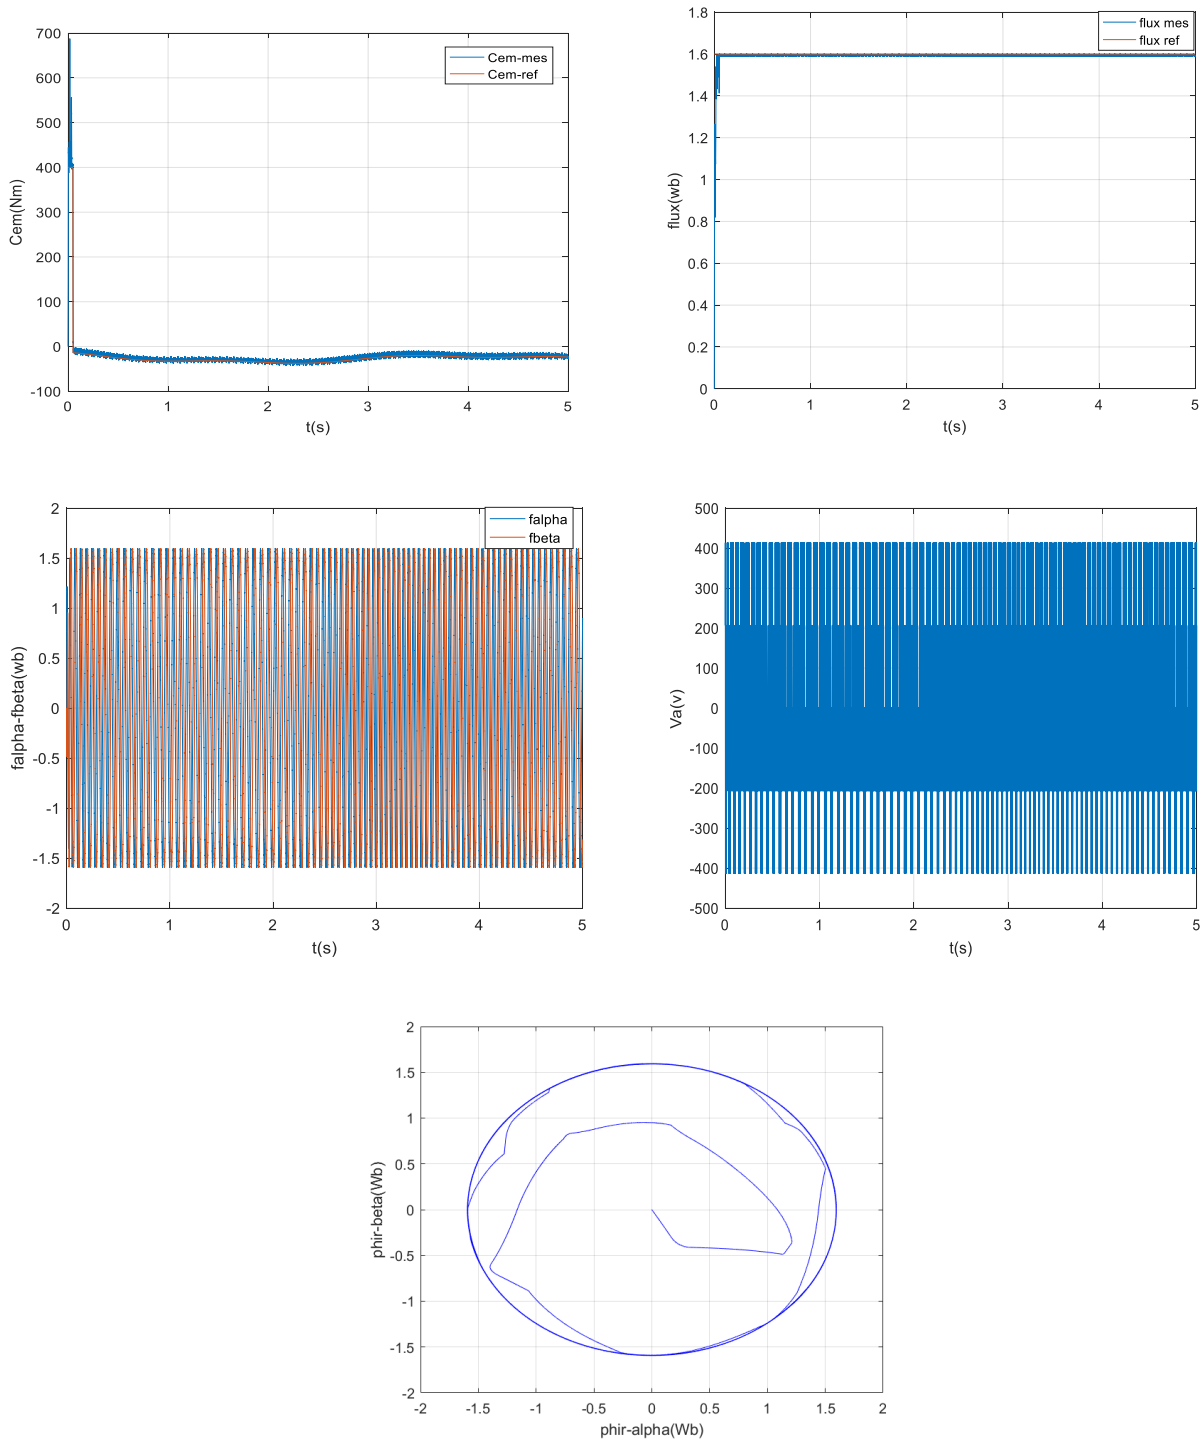 700
600
500
400
300
200
100
0
-100
Cem(Nm)
Cem-mes
Cem-ref
0 1 2 3 4 5
t(s)
1.8
1.6
1.4
1.2
1
0.8
0.6
0.4
0.2
0
flux(wb)
flux mes
flux ref
0 1 2 3 4 5
t(s)
2
1.5
1
0.5
0
-0.5
-1
-1.5
-2
falpha-fbeta(wb)
falpha
fbeta
0 1 2 3 4 5
t(s)
500
400
300
200
100
0
-100
-200
-300
-400
-500
Va(v)
0 1 2 3 4 5
t(s)
2
1.5
1
0.5
0
-0.5
-1
-1.5
-2
phir-beta(Wb)
-2 -1.5 -1 -0.5 0 0.5 1 1.5 2
phir-alpha(Wb)